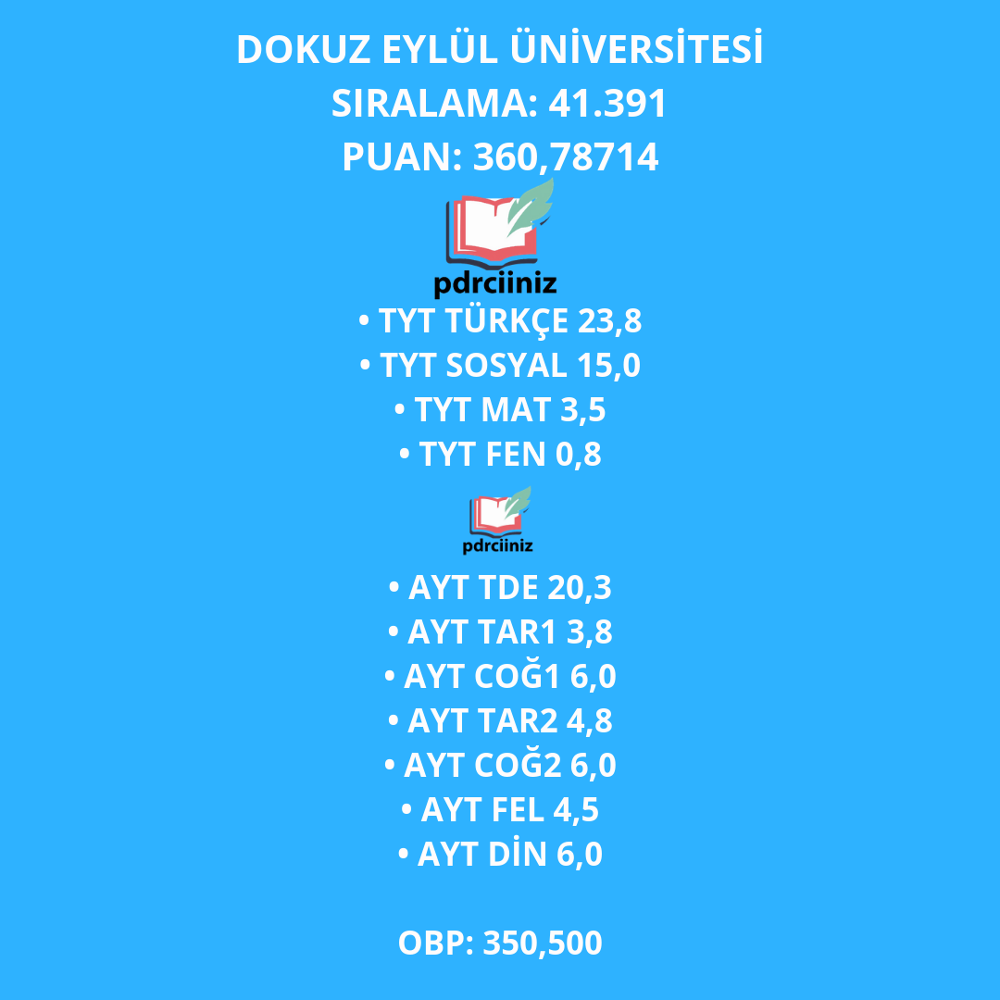 DOKUZ EYLÜL ÜNİVERSİTESİ
SIRALAMA: 41.391
PUAN: 360,78714
pdrciiniz
• TYT TÜRKÇE 23,8
• TYT SOSYAL 15,0
• TYT MAT 3,5
• TYT FEN 0,8
pdrciiniz
• AYT TDE 20,3
• AYT TAR1 3,8
• AYT COĞ1 6,0
• AYT TAR2 4,8
• AYT COĞ2 6,0
• AYT FEL 4,5
• AYT DİN 6,0
OBP: 350,500